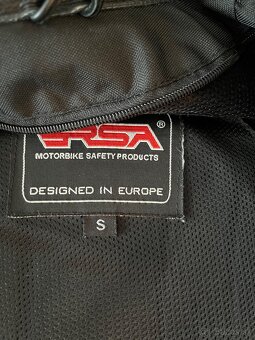 RSA®
MOTORBIKE SAFETY PRODUCTS
DESIGNED IN EUROPE
S